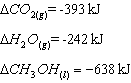 ΔCO₂₍g₎= -393 kJ
ΔH₂O₍g₎=-242 kJ
ΔCH₃OH₍l₎ = −638 kJ